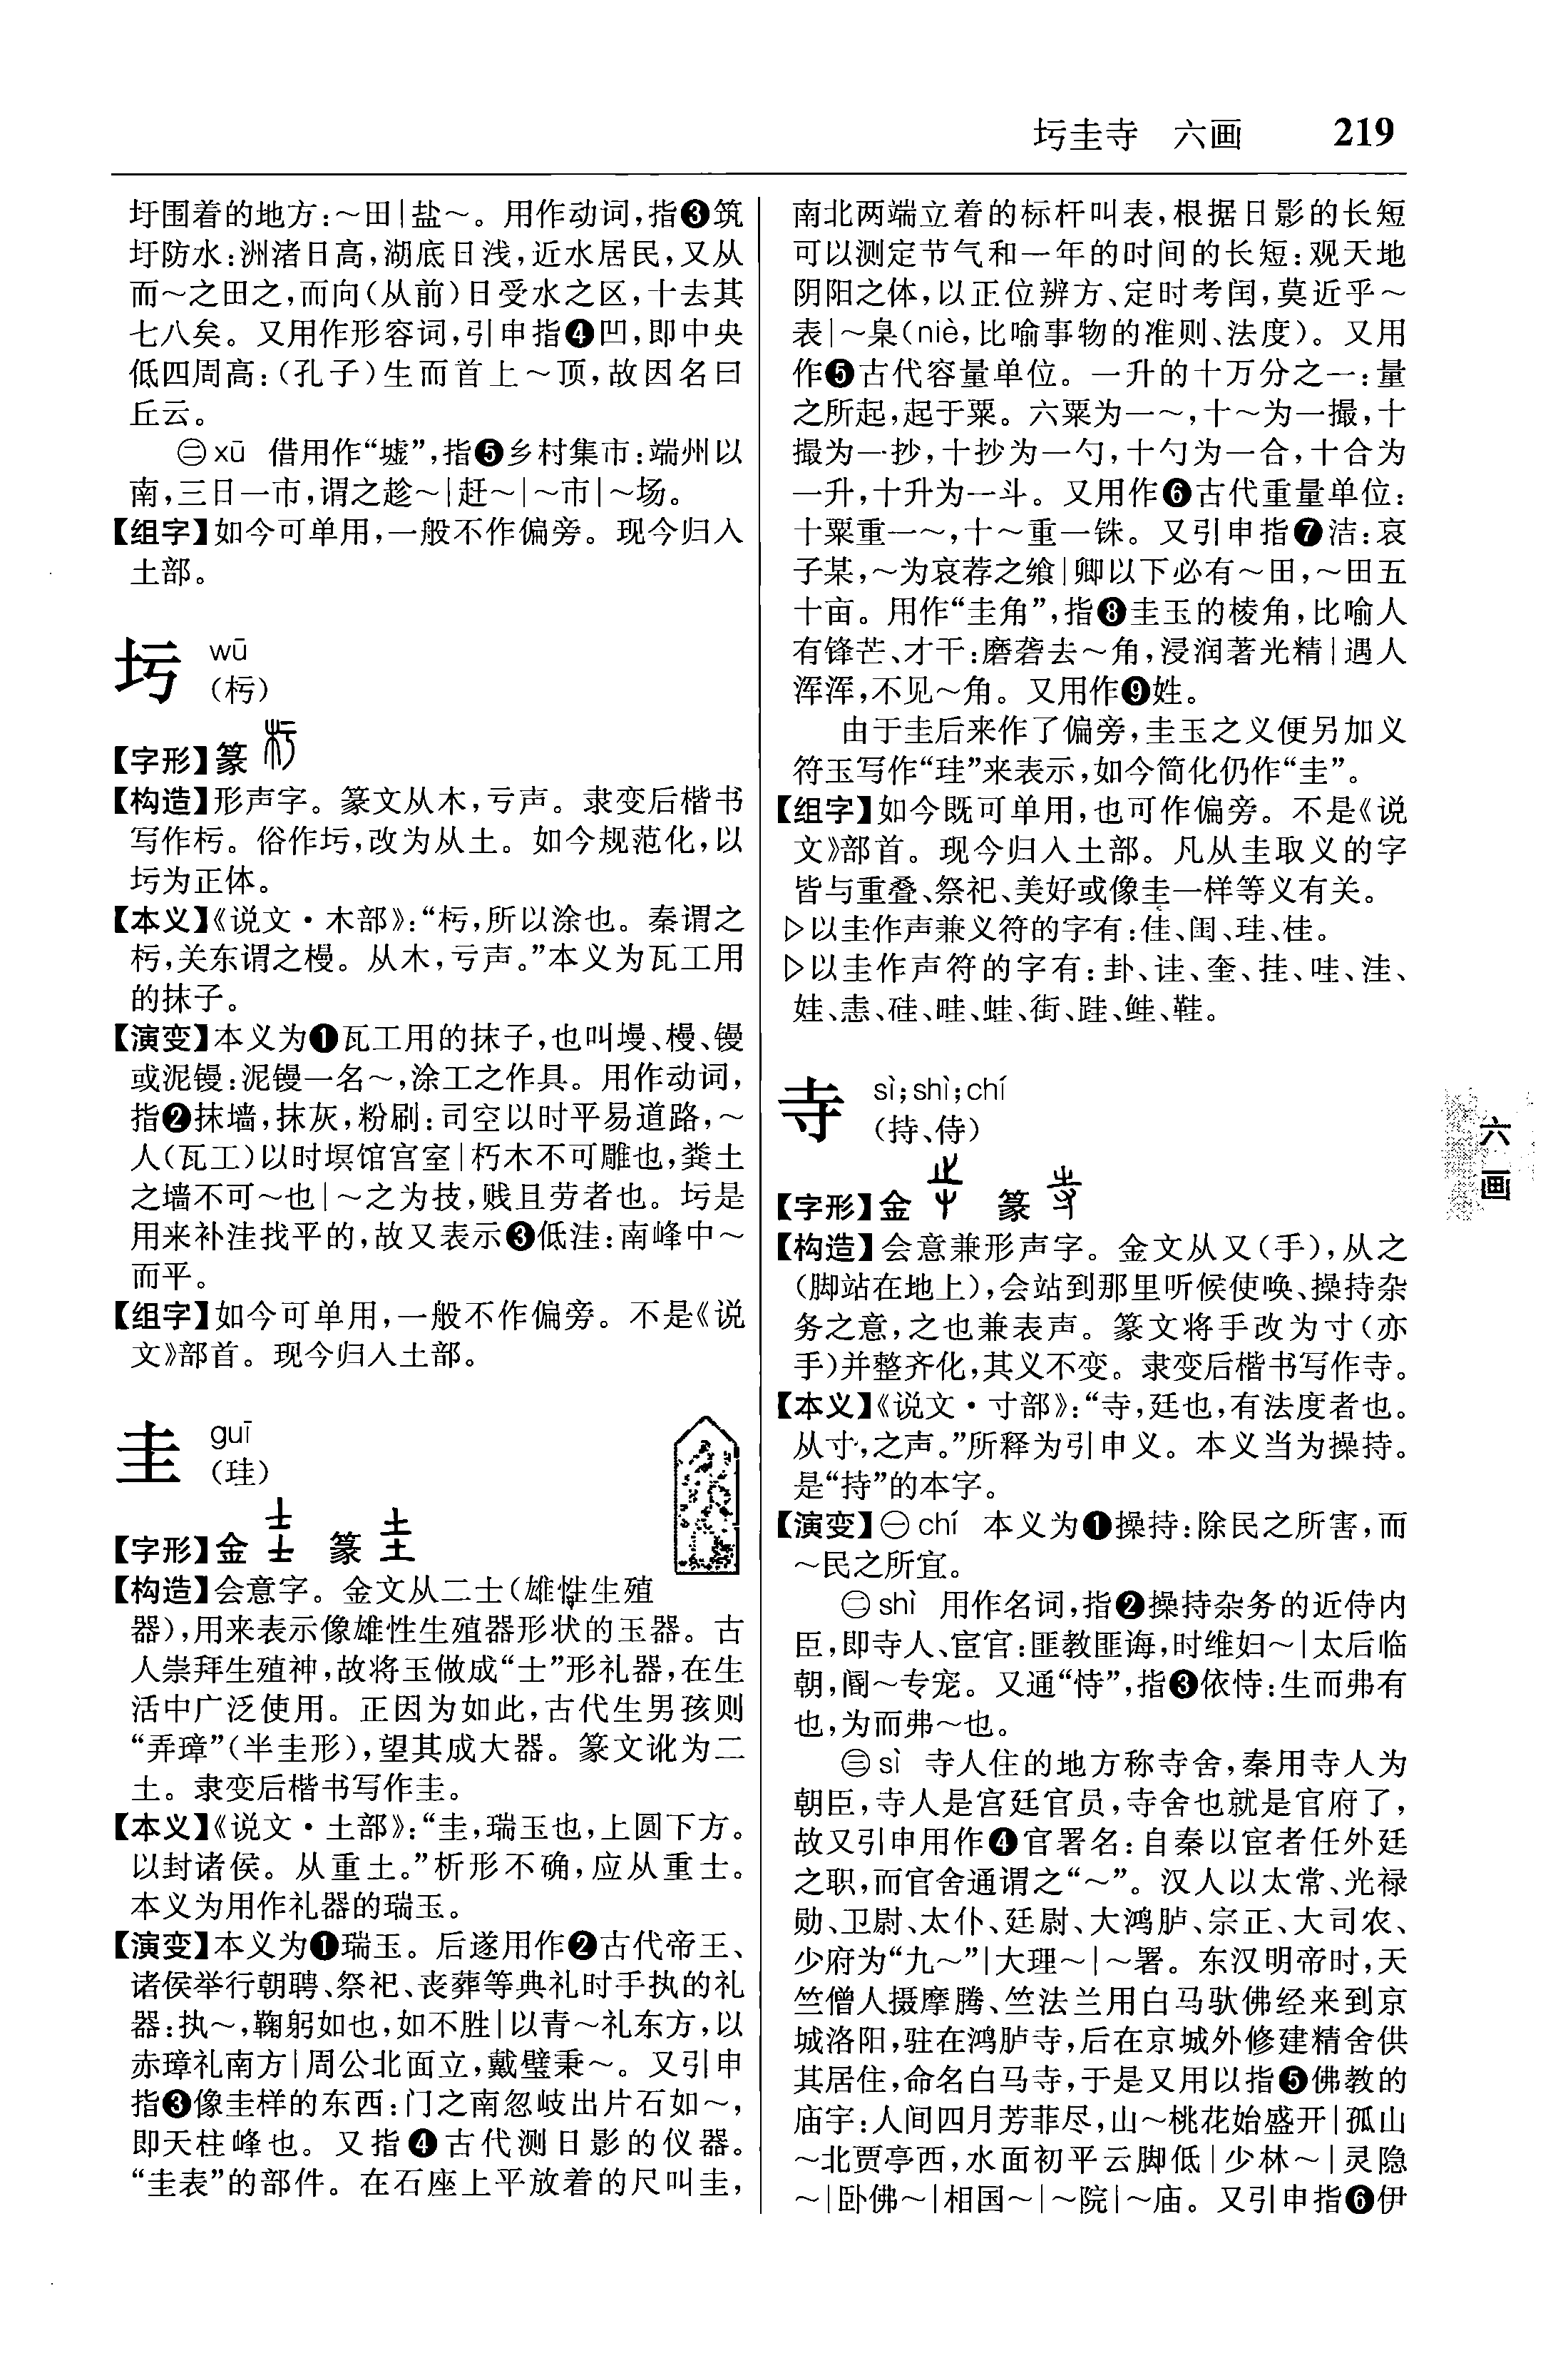 圬圭寺　六画　219
圩围着的地方:～田|盐～。用作动词,指❸筑
圩防水:洲渚日高,湖底日浅,近水居民,又从
而～之田之,而向(从前)日受水之区,十去其
七八矣。又用作形容词,引申指❹凹,即中央
低四周高:(孔子)生而首上～顶,故因名曰
丘云。
㊁xū　借用作“墟”,指❺乡村集市:端州以
南,三日一市,谓之趁～|赶～|～市|～场。
【组字】如今可单用,一般不作偏旁。现今归入
土部。
圬 wū
(杇)
【字形】篆
【构造】形声字。篆文从木,亏声。隶变后楷书
写作杇。俗作圬,改为从土。如今规范化,以
圬为正体。
【本义】《说文·木部》:“杇,所以涂也。秦谓之
杇,关东谓之槾。从木,亏声。”本义为瓦工用
的抹子。
【演变】本义为❶瓦工用的抹子,也叫墁、槾、镘
或泥镘:泥镘一名～,涂工之作具。用作动词,
指❷抹墙,抹灰,粉刷:司空以时平易道路,～
人(瓦工)以时塓馆宫室|朽木不可雕也,粪土
之墙不可～也|～之为技,贱且劳者也。圬是
用来补洼找平的,故又表示❸低洼:南峰中～
而平。
【组字】如今可单用,一般不作偏旁。不是《说
文》部首。现今归入土部。
圭 guī
(珪)
【字形】金　篆
【构造】会意字。金文从二士(雄性生殖
器),用来表示像雄性生殖器形状的玉器。古
人崇拜生殖神,故将玉做成“士”形礼器,在生
活中广泛使用。正因为如此,古代生男孩则
“弄璋”(半圭形),望其成大器。篆文讹为二
土。隶变后楷书写作圭。
【本义】《说文·土部》:“圭,瑞玉也,上圆下方。
以封诸侯。从重土。”析形不确,应从重士。
本义为用作礼器的瑞玉。
【演变】本义为❶瑞玉。后遂用作❷古代帝王、
诸侯举行朝聘、祭祀、丧葬等典礼时手执的礼
器:执～,鞠躬如也,如不胜|以青～礼东方,以
赤璋礼南方|周公北面立,戴璧秉～。又引申
指❸像圭样的东西:门之南忽岐出片石如～,
即天柱峰也。又指❹古代测日影的仪器。
“圭表”的部件。在石座上平放着的尺叫圭,
南北两端立着的标杆叫表,根据日影的长短
可以测定节气和一年的时间的长短:观天地
阴阳之体,以正位辨方、定时考闰,莫近乎～
表|～臬(niè,比喻事物的准则、法度)。又用
作❺古代容量单位。一升的十万分之一:量
之所起,起于粟。六粟为一～,十～为一撮,十
撮为一抄,十抄为一勺,十勺为一合,十合为
一升,十升为一斗。又用作❻古代重量单位:
十粟重一～,十～重一铢。又引申指❼洁:哀
子某,～为哀荐之飨|卿以下必有～田,～田五
十亩。用作“圭角”,指❽圭玉的棱角,比喻人
有锋芒、才干:磨砻去～角,浸润著光精|遇人
浑浑,不见～角。又用作❾姓。
由于圭后来作了偏旁,圭玉之义便另加义
符玉写作“珪”来表示,如今简化仍作“圭”。
【组字】如今既可单用,也可作偏旁。不是《说
文》部首。现今归入土部。凡从圭取义的字
皆与重叠、祭祀、美好或像圭一样等义有关。
▷以圭作声兼义符的字有:佳、闺、珪、桂。
▷以圭作声符的字有:卦、诖、奎、挂、哇、洼、
娃、恚、硅、畦、蛙、街、跬、鲑、鞋。
寺 sì;shì;chí
(持、侍)
【字形】金　篆
【构造】会意兼形声字。金文从又(手),从之
(脚站在地上),会站到那里听候使唤、操持杂
务之意,之也兼表声。篆文将手改为寸(亦
手)并整齐化,其义不变。隶变后楷书写作寺。
【本义】《说文·寸部》:“寺,廷也,有法度者也。
从寸,之声。”所释为引申义。本义当为操持。
是“持”的本字。
【演变】㊀chí　本义为❶操持:除民之所害,而
～民之所宜。
㊁shì　用作名词,指❷操持杂务的近侍内
臣,即寺人、宦官:匪教匪诲,时维妇～|太后临
朝,阉～专宠。又通“恃”,指❸依恃:生而弗有
也,为而弗～也。
㊂sì　寺人住的地方称寺舍,秦用寺人为
朝臣,寺人是宫廷官员,寺舍也就是官府了,
故又引申用作❹官署名:自秦以宦者任外廷
之职,而官舍通谓之“～”。汉人以太常、光禄
勋、卫尉、太仆、廷尉、大鸿胪、宗正、大司农、
少府为“九～”|大理～|～署。东汉明帝时,天
竺僧人摄摩腾、竺法兰用白马驮佛经来到京
城洛阳,驻在鸿胪寺,后在京城外修建精舍供
其居住,命名白马寺,于是又用以指❺佛教的
庙宇:人间四月芳菲尽,山～桃花始盛开|孤山
～北贾亭西,水面初平云脚低|少林～|灵隐
～|卧佛～|相国～|～院|～庙。又引申指❻伊
六画